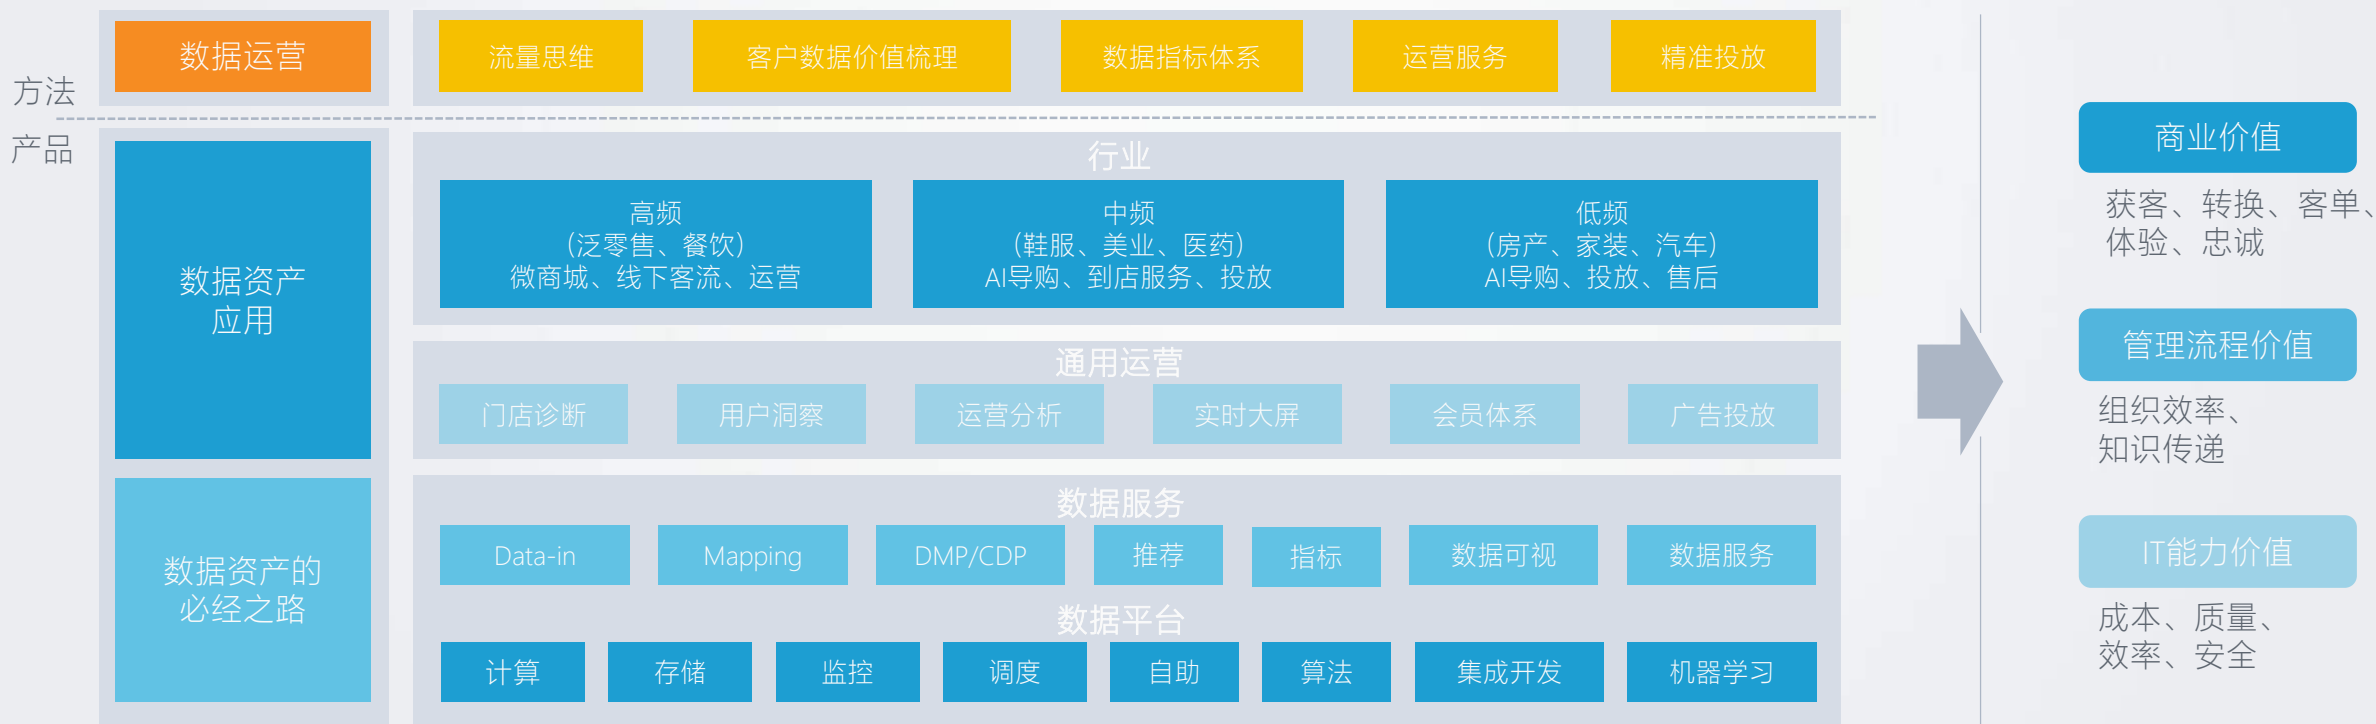 方法
产品
数据运营
流量思维
客户数据价值梳理
数据指标体系
运营服务
精准投放
数据资产
应用
行业
高频
（泛零售、餐饮）
微商城、线下客流、运营
中频
（鞋服、美业、医药）
AI导购、到店服务、投放
低频
（房产、家装、汽车）
AI导购、投放、售后
通用运营
门店诊断
用户洞察
运营分析
实时大屏
会员体系
广告投放
数据资产的
必经之路
数据服务
Data-in
Mapping
DMP/CDP
推荐
指标
数据可视
数据服务
数据平台
计算
存储
监控
调度
自助
算法
集成开发
机器学习
商业价值
获客、转换、客单、
体验、忠诚
管理流程价值
组织效率、
知识传递
IT能力价值
成本、质量、
效率、安全